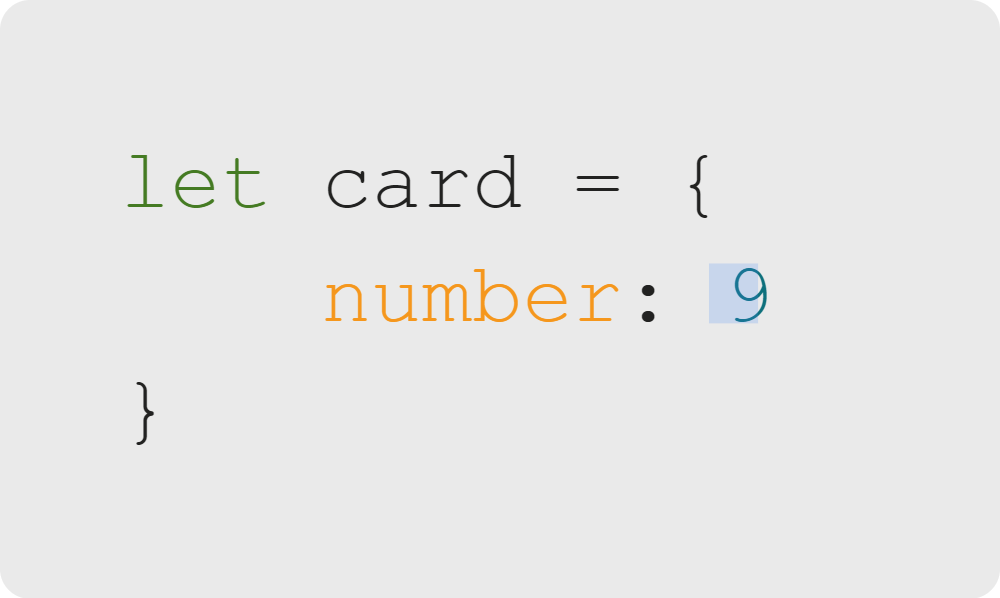 let card = {
    number: 9
}